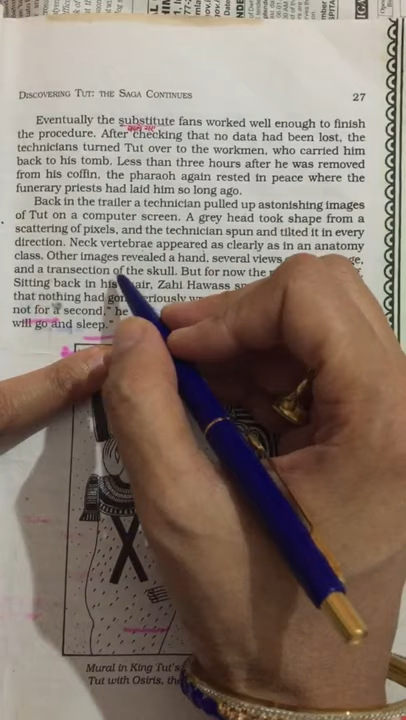 DISCOVERING TUT: THE SAGA CONTINUES 27
Eventually the substitute fans worked well enough to finish
the procedure. After checking that no data had been lost, the
technicians turned Tut over to the workmen, who carried him
back to his tomb. Less than three hours after he was removed
from his coffin, the pharaoh again rested in peace where the
funerary priests had laid him so long ago.
Back in the trailer a technician pulled up astonishing images
of Tut on a computer screen. A grey head took shape from a
scattering of pixels, and the technician spun and tilted it in every
direction. Neck vertebrae appeared as clearly as in an anatomy
class. Other images revealed a hand, several views
and a transection of the skull. But for now the
Sitting back in his Zahi Hawass
that nothing had
not for a second," he
will go and sleep."
Mural in King Tut's
Tut with Osiris, the